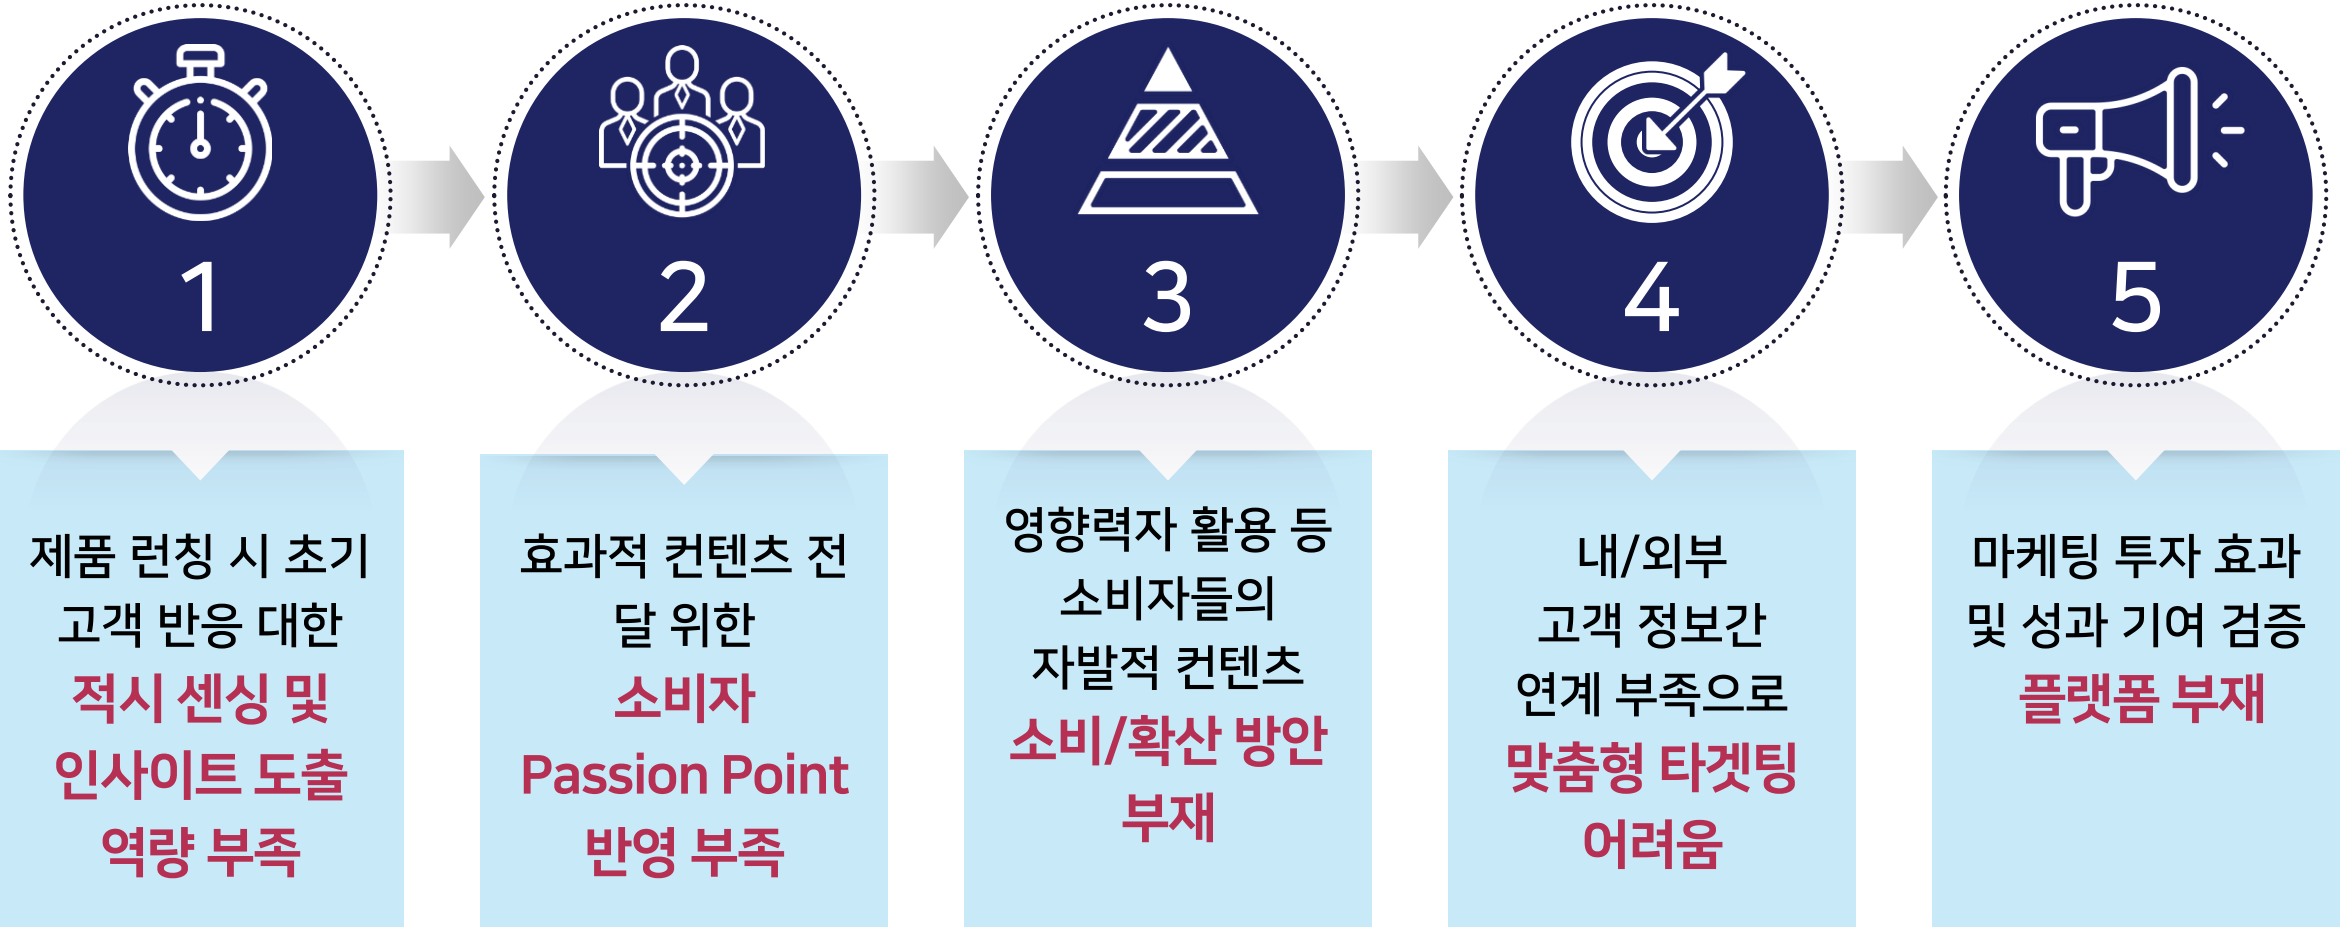 1
제품 런칭 시 초기
고객 반응 대한
적시 센싱 및
인사이트 도출
역량 부족
2
효과적 컨텐츠 전
달 위한
소비자
Passion Point
반영 부족
3
영향력자 활용 등
소비자들의
자발적 컨텐츠
소비/확산 방안
부재
4
내/외부
고객 정보간
연계 부족으로
맞춤형 타겟팅
어려움
5
마케팅 투자 효과
및 성과 기여 검증
플랫폼 부재